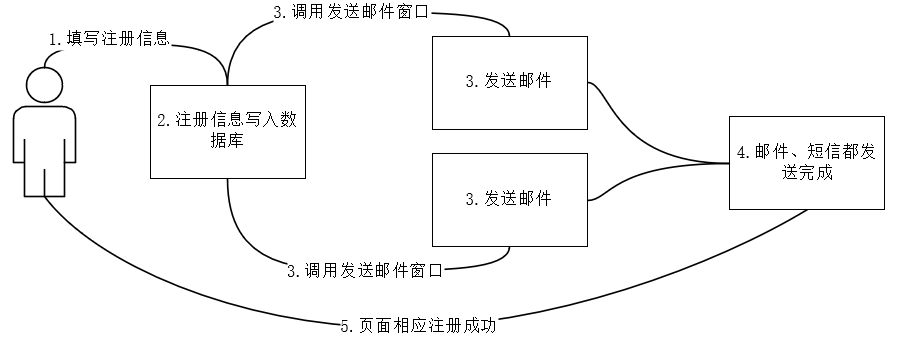 3.调用发送邮件窗口
1.填写注册信息
3.发送邮件
2.注册信息写入数
据库
4.邮件、短信都发
送完成
3.发送邮件
3.调用发送邮件窗口
5.页面相应注册成功